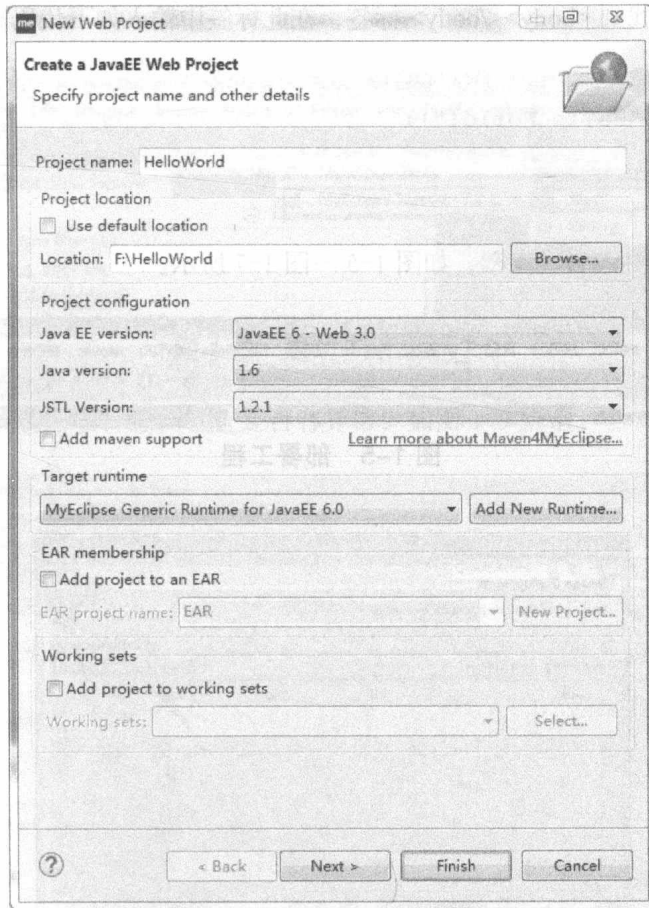 me New Web Project
Create a JavaEE Web Project
Specify project name and other details
Project name: HelloWorld
Project location
Use default location
Location: F:\HelloWorld Browse...
Project configuration
Java EE version: JavaEE 6 - Web 3.0
Java version: 1.6
JSTL Version: 1.2.1
Add maven support Learn more about Maven4MyEclipse...
Target runtime
MyEclipse Generic Runtime for JavaEE 6.0 Add New Runtime...
EAR membership
Add project to an EAR
EAR project name: EAR New Project...
Working sets
Add project to working sets
Working sets: Select...
? < Back Next > Finish Cancel